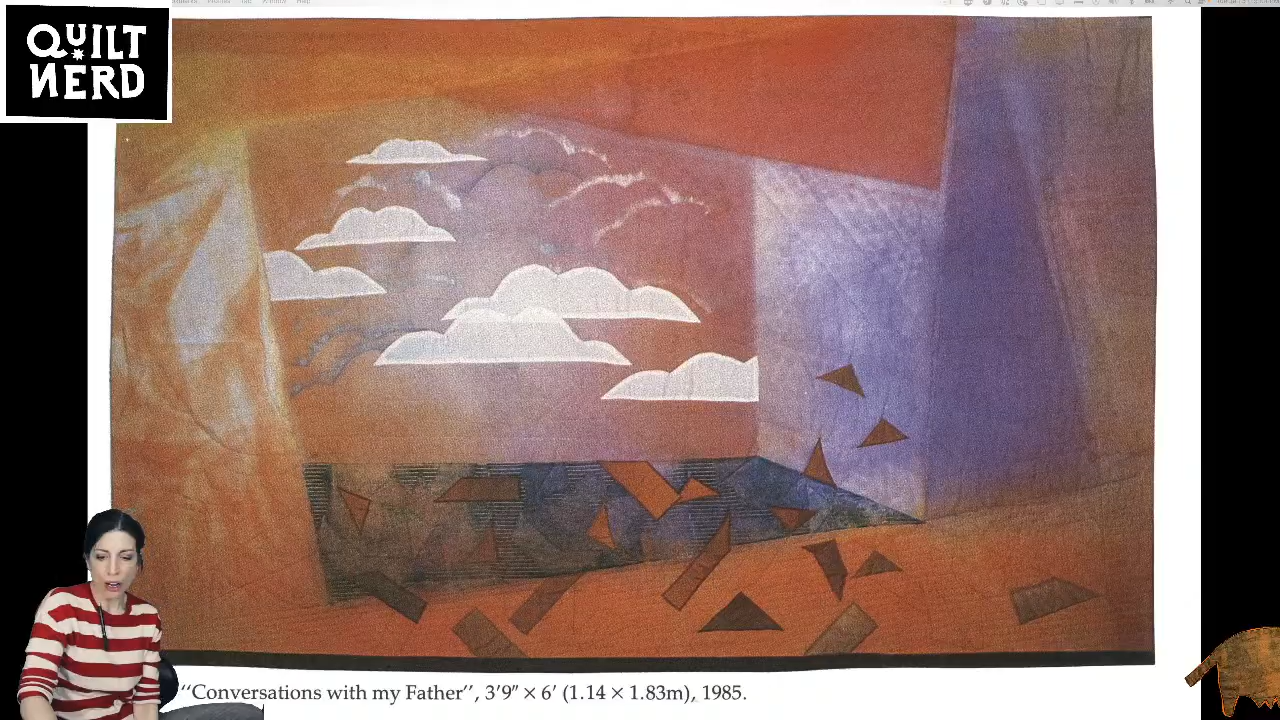 QUILT
NERD
"Conversations with my Father", 3'9" × 6' (1.14 × 1.83m), 1985.